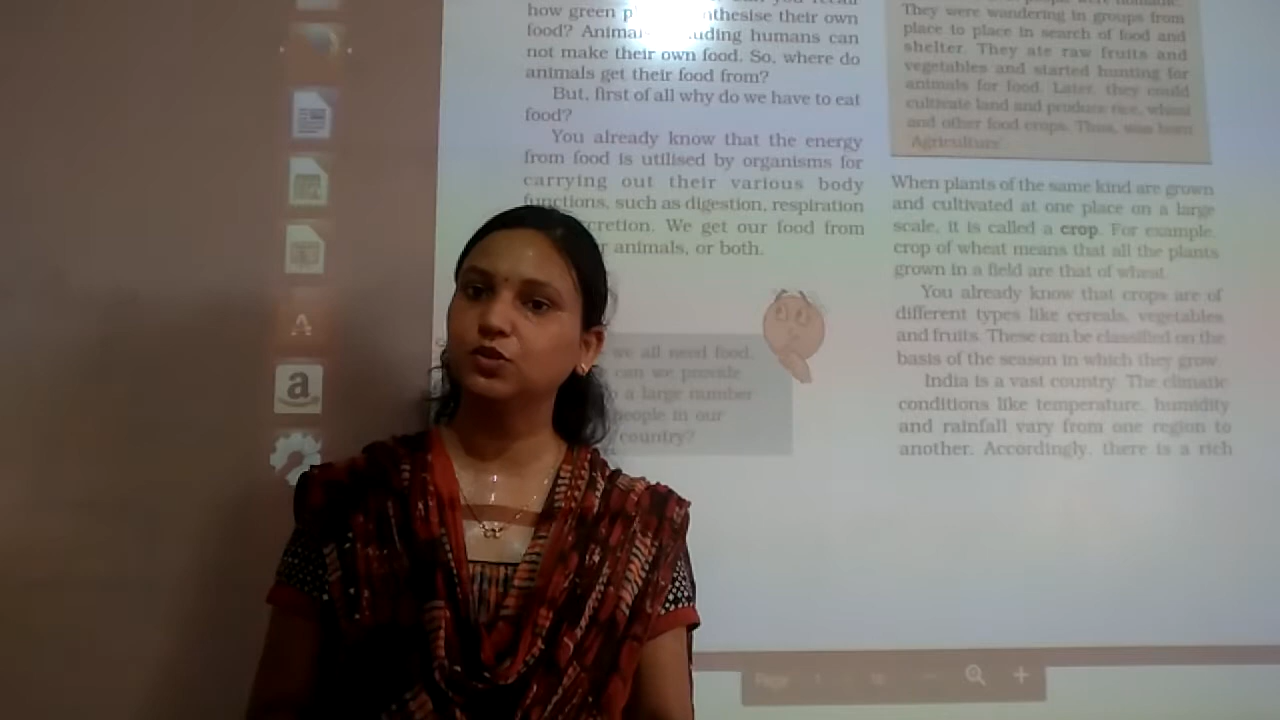 how green nthesise their own
food? Anima uding humans can
not make their own food. So, where do
animals get their food from?
But, first of all why do we have to eat
food?
You already know that the energy
from food is utilised by organisms for
carrying out their various body
functions, such as digestion, respiration
cretion. We get our food from
r animals, or both.
we all need food.
can we provide
a large number
people in our
country?
They were wandering in groups from
place to place in search of food and
shelter. They ate raw fruits and
vegetables and started hunting for
animals for food. Later, they could
cultivate land and produce rice, wheat
and other food crops. Thus, was born
'Agriculture'.
When plants of the same kind are grown
and cultivated at one place on a large
scale, it is called a crop. For example,
crop of wheat means that all the plants
grown in a field are that of wheat.
You already know that crops are of
different types like cereals, vegetables
and fruits. These can be classified on the
basis of the season in which they grow.
India is a vast country. The climatic
conditions like temperature, humidity
and rainfall vary from one region to
another. Accordingly, there is a rich
A
a
Page